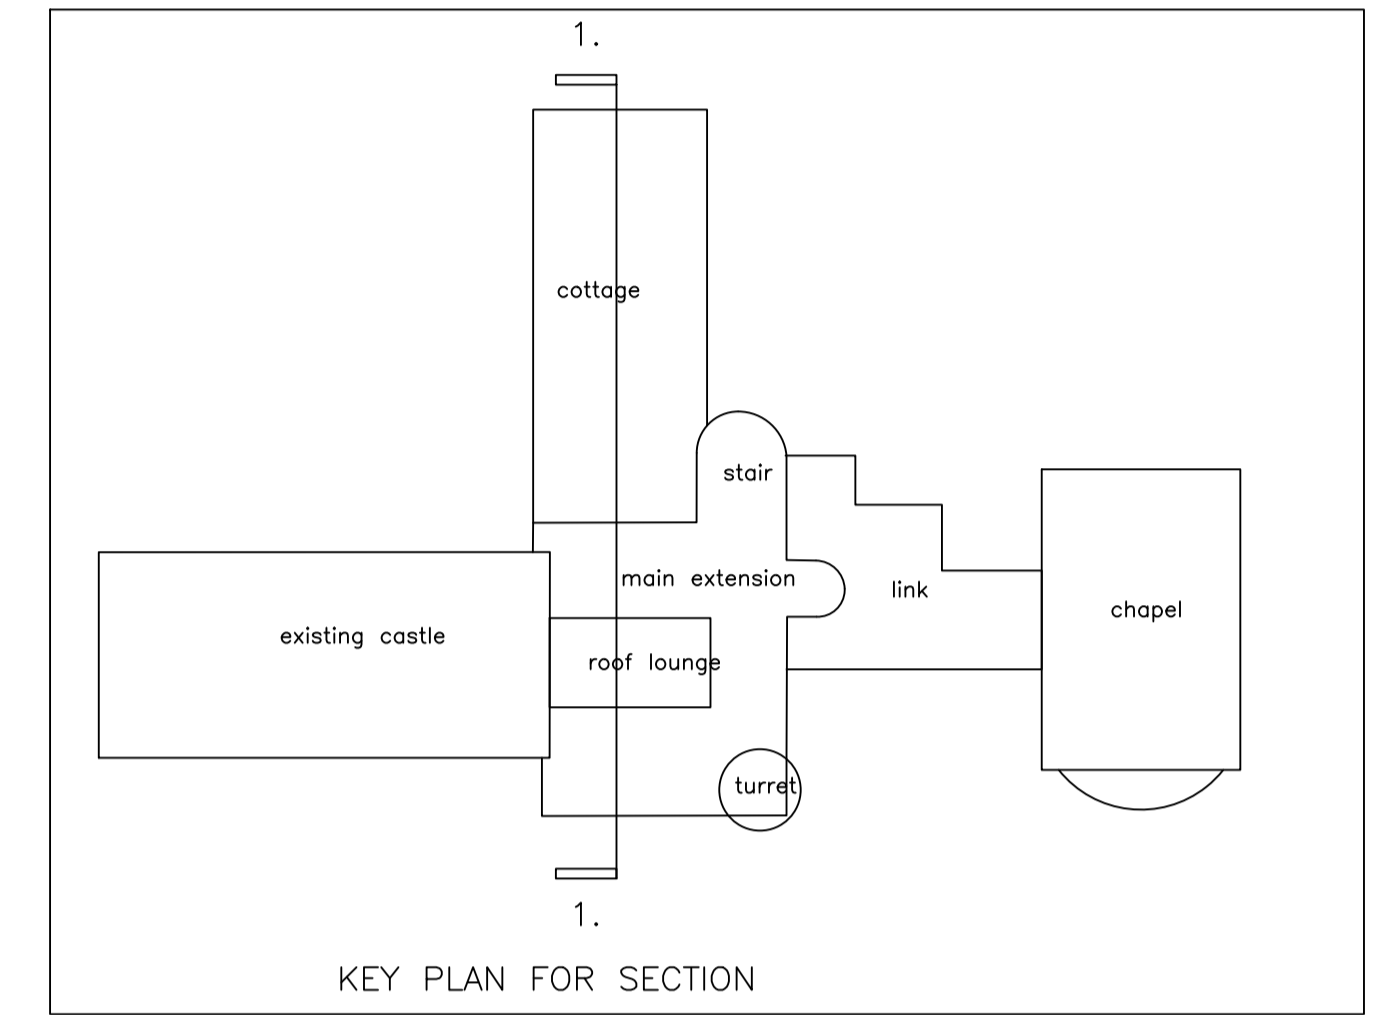 1.
cottage
stair
main extension
link
chapel
existing castle
roof lounge
turret
1.
KEY PLAN FOR SECTION